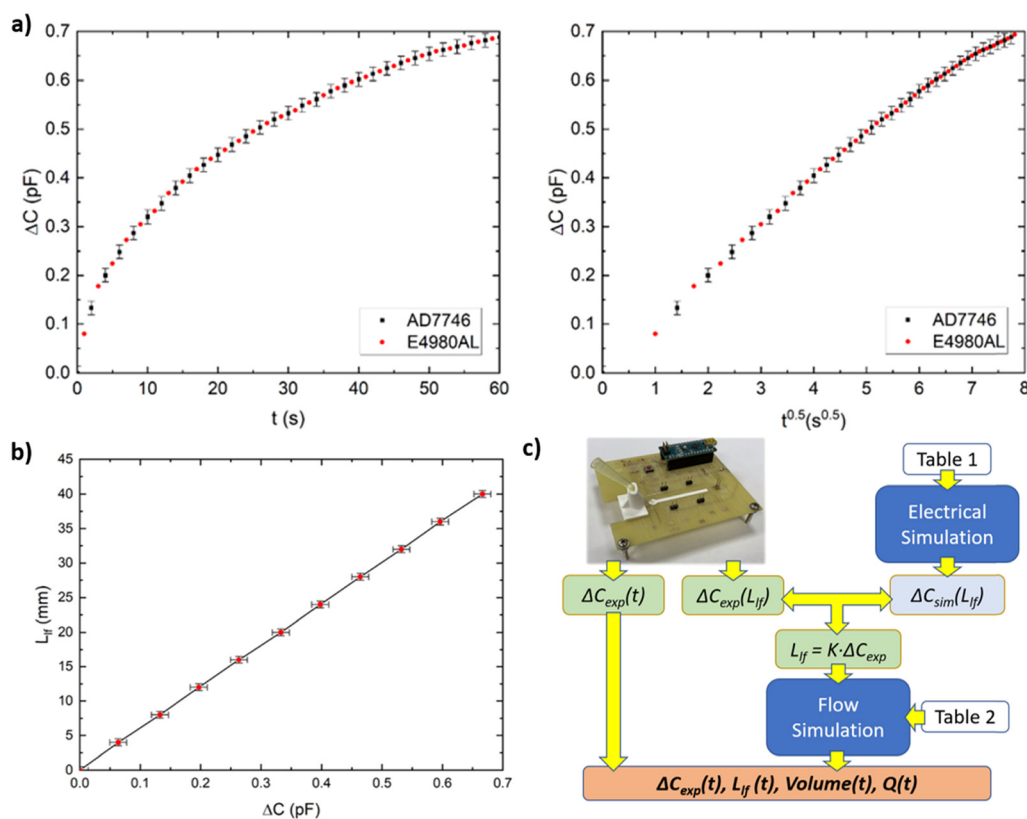 a)
0.7
0.6
0.5
0.4
0.3
0.2
0.1
0.0
ΔC (pF)
0 10 20 30 40 50 60
t (s)
AD7746
E4980AL
0.7
0.6
0.5
0.4
0.3
0.2
0.1
0.0
ΔC (pF)
0 1 2 3 4 5 6 7 8
t^0.5(s^0.5)
AD7746
E4980AL
b)
45
40
35
30
25
20
15
10
5
0
L_lf (mm)
0.0 0.1 0.2 0.3 0.4 0.5 0.6 0.7
ΔC (pF)
c)
Table 1
Electrical
Simulation
ΔC_exp(t)
ΔC_exp(L_lf)
ΔC_sim(L_lf)
L_lf = K·ΔC_exp
Flow
Simulation
Table 2
ΔC_exp(t), L_lf (t), Volume(t), Q(t)